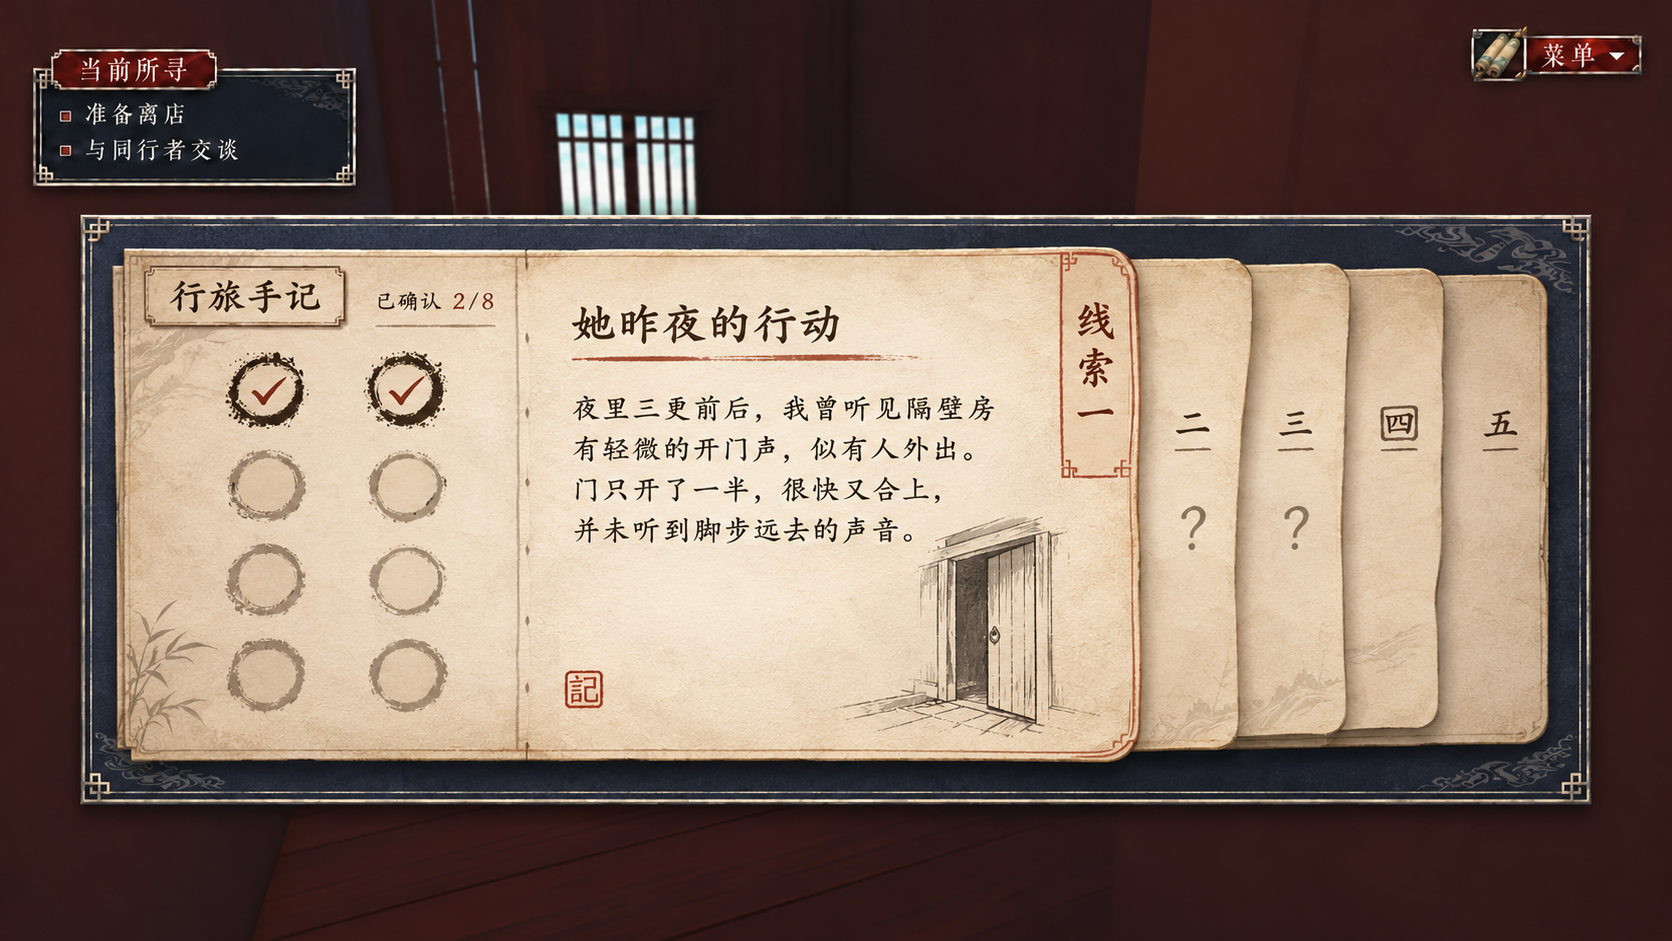 当前所寻
准备离店
与同行者交谈
菜单
行旅手记
已确认 2/8
她昨夜的行动
夜里三更前后，我曾听见隔壁房
有轻微的开门声，似有人外出。
门只开了一半，很快又合上，
并未听到脚步远去的声音。
記
线索一
二
？
三
？
四
五